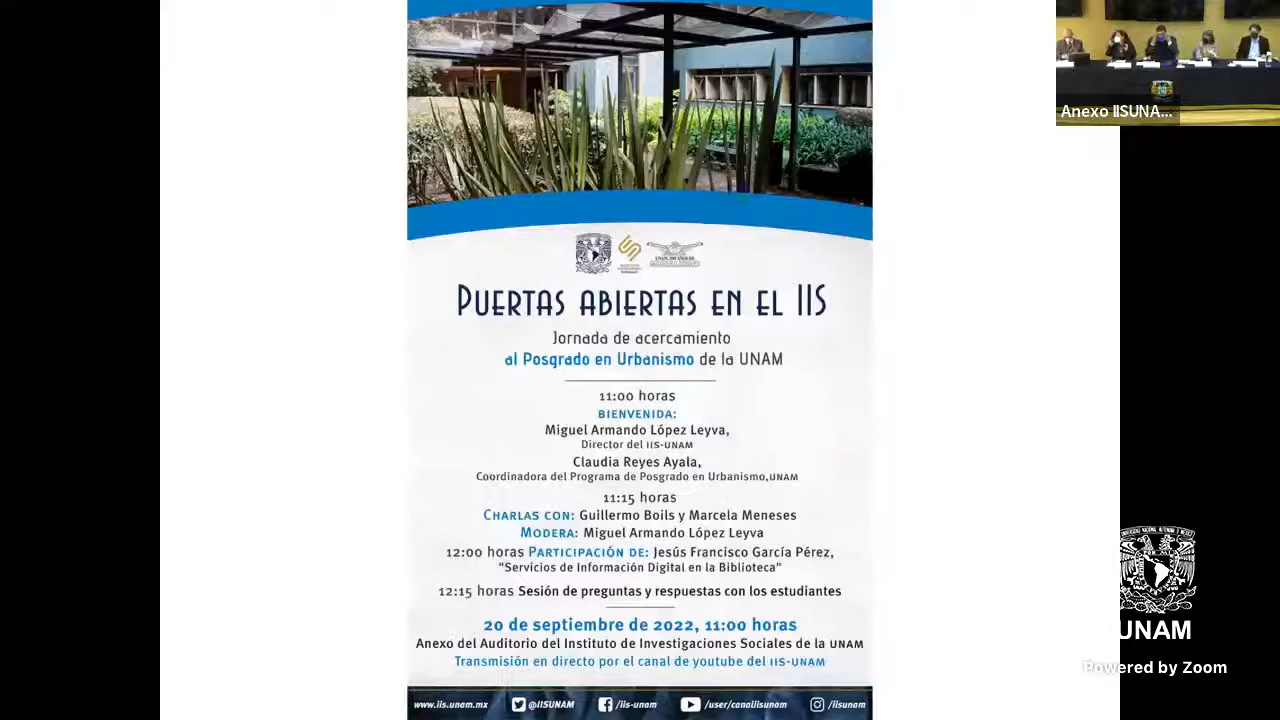 Anexo IISUNA...
PUERTAS ABIERTAS EN EL IIS
Jornada de acercamiento
al Posgrado en Urbanismo de la UNAM
11:00 horas
BIENVENIDA:
Miguel Armando López Leyva,
Director del IIS-UNAM
Claudia Reyes Ayala,
Coordinadora del Programa de Posgrado en Urbanismo,UNAM
11:15 horas
CHARLAS CON: Guillermo Boils y Marcela Meneses
MODERA: Miguel Armando López Leyva
12:00 horas PARTICIPACIÓN DE: Jesús Francisco García Pérez,
"Servicios de Información Digital en la Biblioteca"
12:15 horas Sesión de preguntas y respuestas con los estudiantes
20 de septiembre de 2022, 11:00 horas
Anexo del Auditorio del Instituto de Investigaciones Sociales de la UNAM
Transmisión en directo por el canal de youtube del IIS-UNAM
www.iis.unam.mx @IISUNAM /iis-unam /user/canaliisunam /iisunam
UNAM
Powered by Zoom